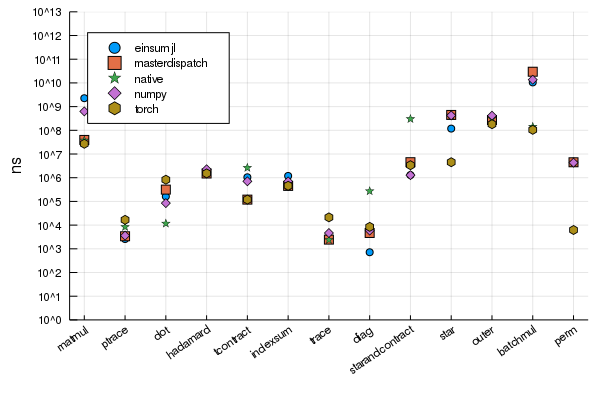 10^13
10^12
10^11
10^10
10^9
10^8
10^7
10^6
10^5
10^4
10^3
10^2
10^1
10^0
ns
einsumjl
masterdispatch
native
numpy
torch
matmul
ptrace
dot
hadamard
tcontract
indexsum
trace
diag
starandcontract
star
outer
batchmul
perm